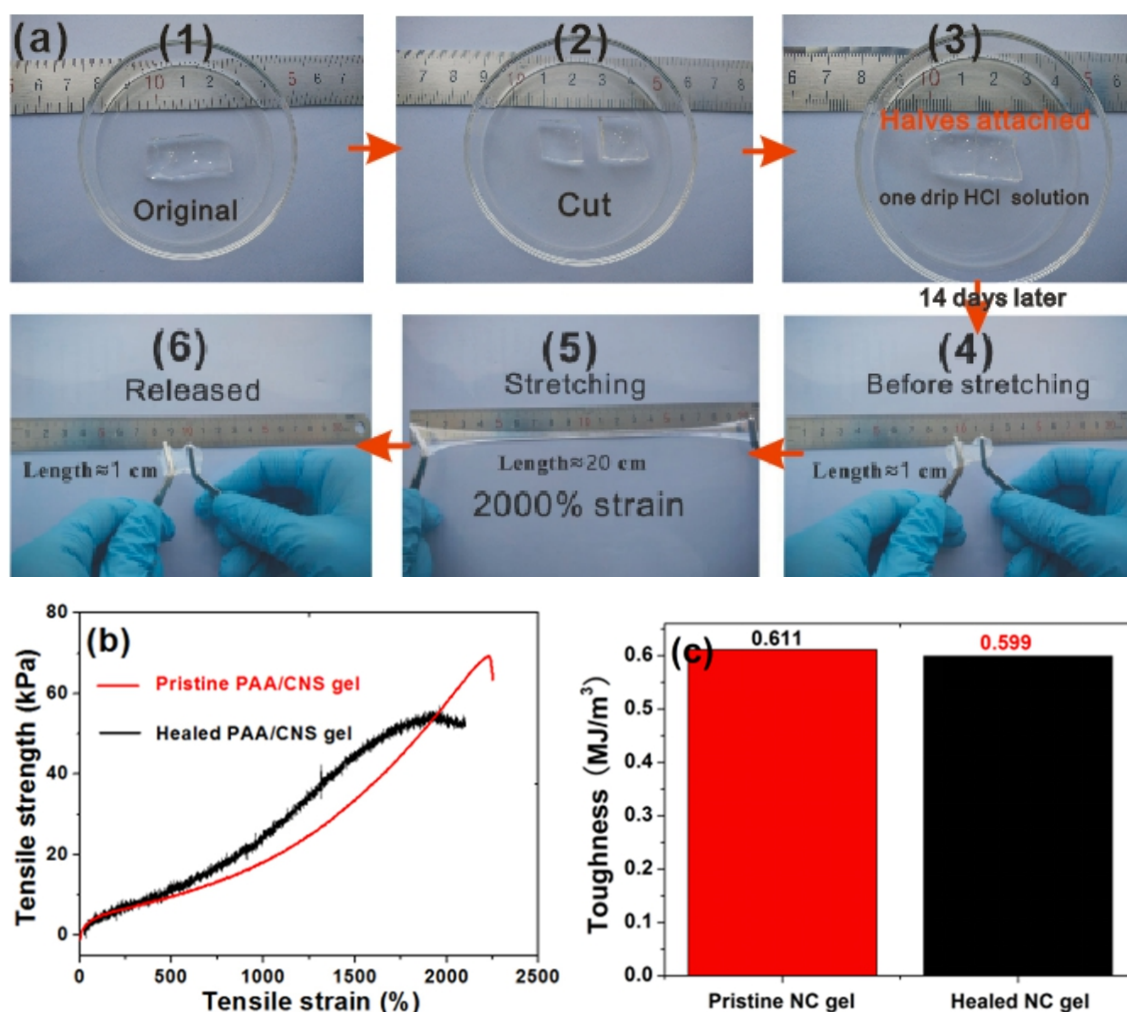 (a)
(1)
Original
(2)
Cut
(3)
Halves attached
one drip HCl solution
14 days later
(6)
Released
Length≈1 cm
(5)
Stretching
Length≈20 cm
2000% strain
(4)
Before stretching
Length≈1 cm
(b)
80
60
40
20
0
Tensile strength (kPa)
Pristine PAA/CNS gel
Healed PAA/CNS gel
0 500 1000 1500 2000 2500
Tensile strain (%)
(c)
0.6
0.5
0.4
0.3
0.2
0.1
0.0
Toughness (MJ/m³)
0.611
0.599
Pristine NC gel
Healed NC gel